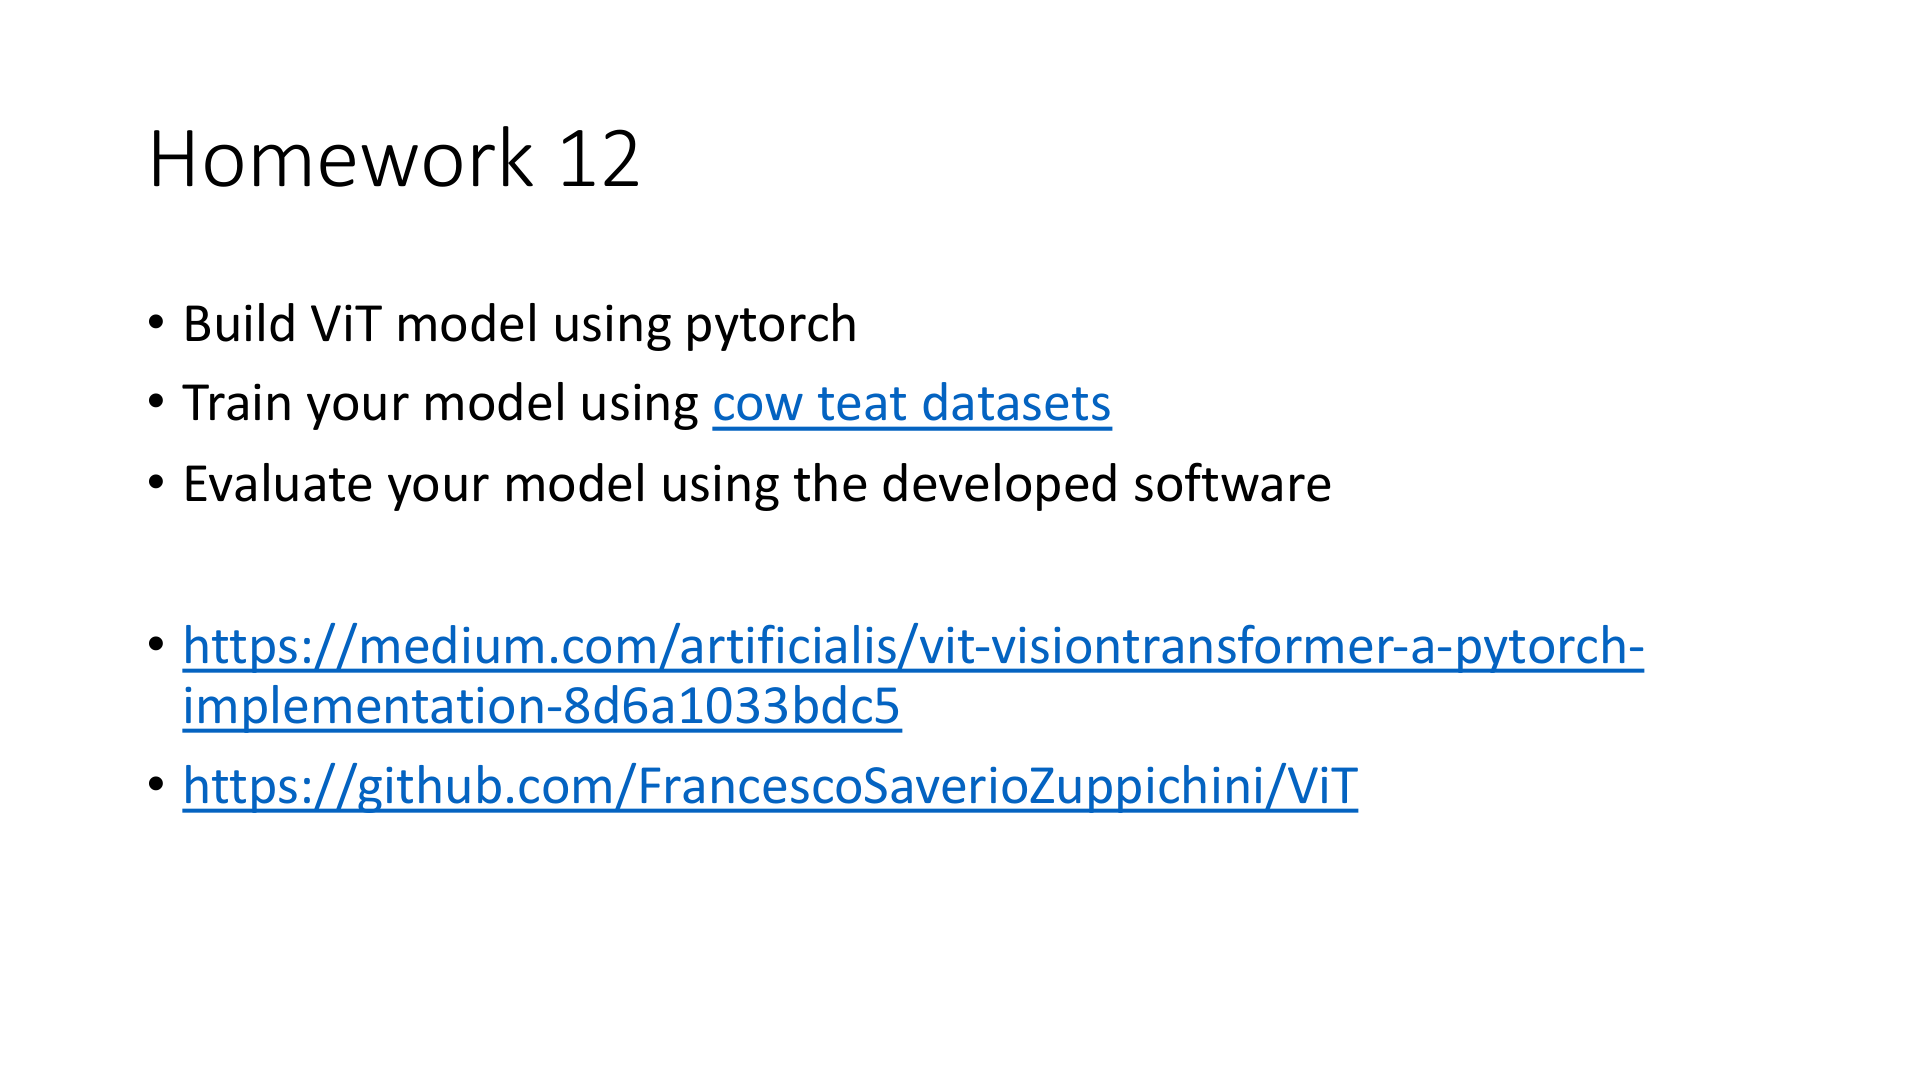 Homework 12
• Build ViT model using pytorch
• Train your model using cow teat datasets
• Evaluate your model using the developed software
• https://medium.com/artificialis/vit-visiontransformer-a-pytorch-
implementation-8d6a1033bdc5
• https://github.com/FrancescoSaverioZuppichini/ViT